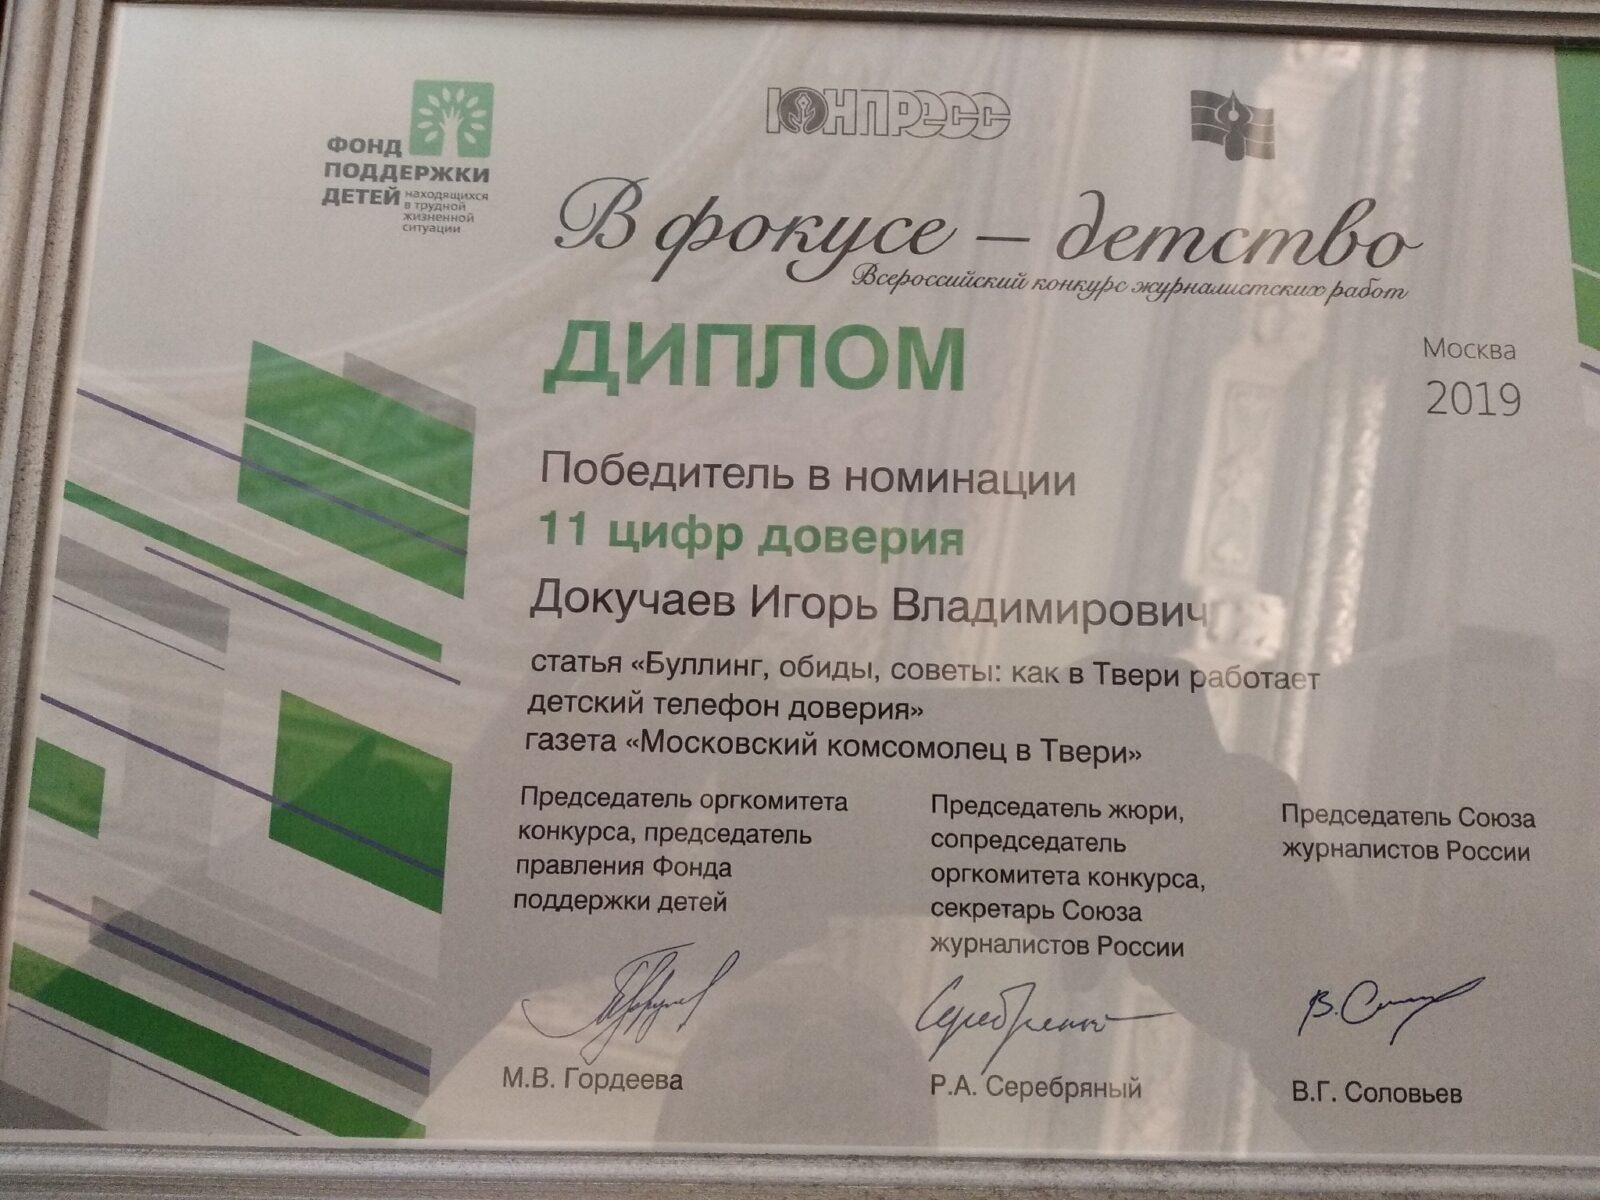 ФОНД
ПОДДЕРЖКИ
ДЕТЕЙ
находящихся
в трудной
жизненной
ситуации
ЮНПРЕСС
В фокусе – детство
Всероссийский конкурс журналистских работ
ДИПЛОМ
Москва
2019
Победитель в номинации
11 цифр доверия
Докучаев Игорь Владимирович
статья «Буллинг, обиды, советы: как в Твери работает
детский телефон доверия»
газета «Московский комсомолец в Твери»
Председатель оргкомитета
конкурса, председатель
правления Фонда
поддержки детей
М.В. Гордеева
Председатель жюри,
сопредседатель
оргкомитета конкурса,
секретарь Союза
журналистов России
Р.А. Серебряный
Председатель Союза
журналистов России
В.Г. Соловьев